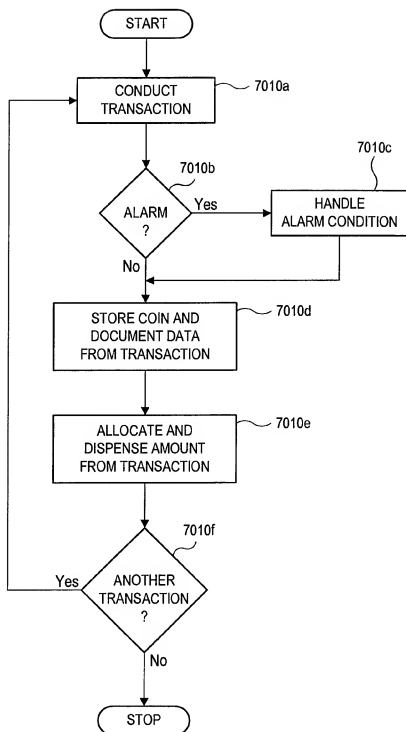 START
CONDUCT
TRANSACTION
7010a
7010b
7010c
ALARM
?
Yes
HANDLE
ALARM CONDITION
No
STORE COIN AND
DOCUMENT DATA
FROM TRANSACTION
7010d
ALLOCATE AND
DISPENSE AMOUNT
FROM TRANSACTION
7010e
7010f
Yes
ANOTHER
TRANSACTION
?
No
STOP